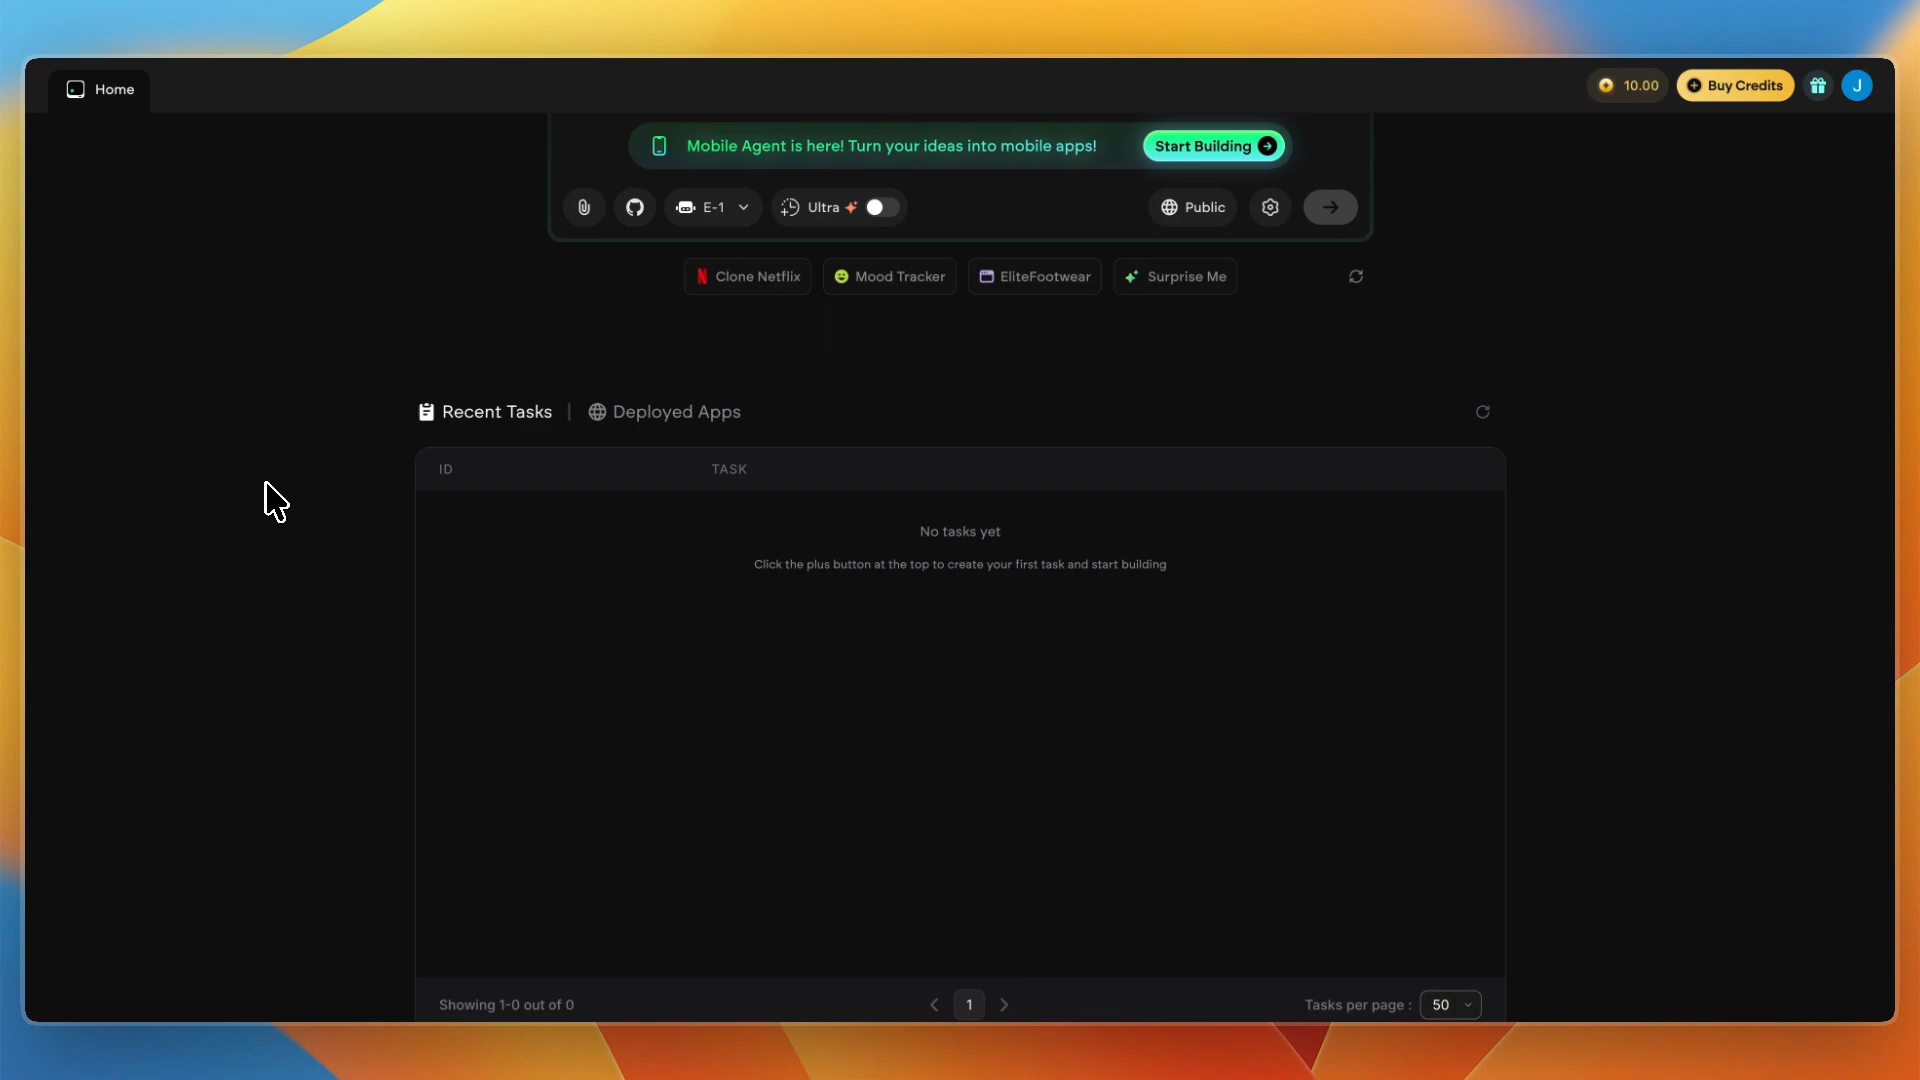 Home
10.00
Buy Credits
J
Mobile Agent is here! Turn your ideas into mobile apps!
Start Building
E-1
Ultra
Public
N Clone Netflix
Mood Tracker
EliteFootwear
Surprise Me
Recent Tasks | Deployed Apps
ID
TASK
No tasks yet
Click the plus button at the top to create your first task and start building
Showing 1-0 out of 0
1
Tasks per page :
50